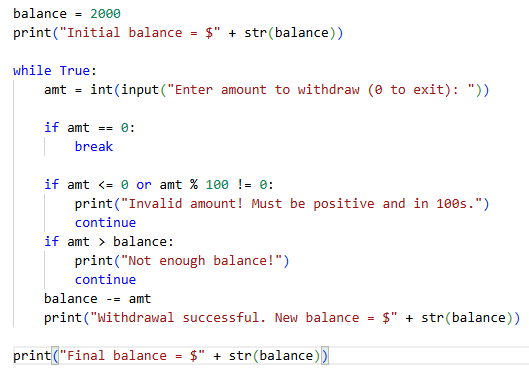 balance = 2000
print("Initial balance = $" + str(balance))
while True:
    amt = int(input("Enter amount to withdraw (0 to exit): "))
    if amt == 0:
        break
    if amt <= 0 or amt % 100 != 0:
        print("Invalid amount! Must be positive and in 100s.")
        continue
    if amt > balance:
        print("Not enough balance!")
        continue
    balance -= amt
    print("Withdrawal successful. New balance = $" + str(balance))
print("Final balance = $" + str(balance))